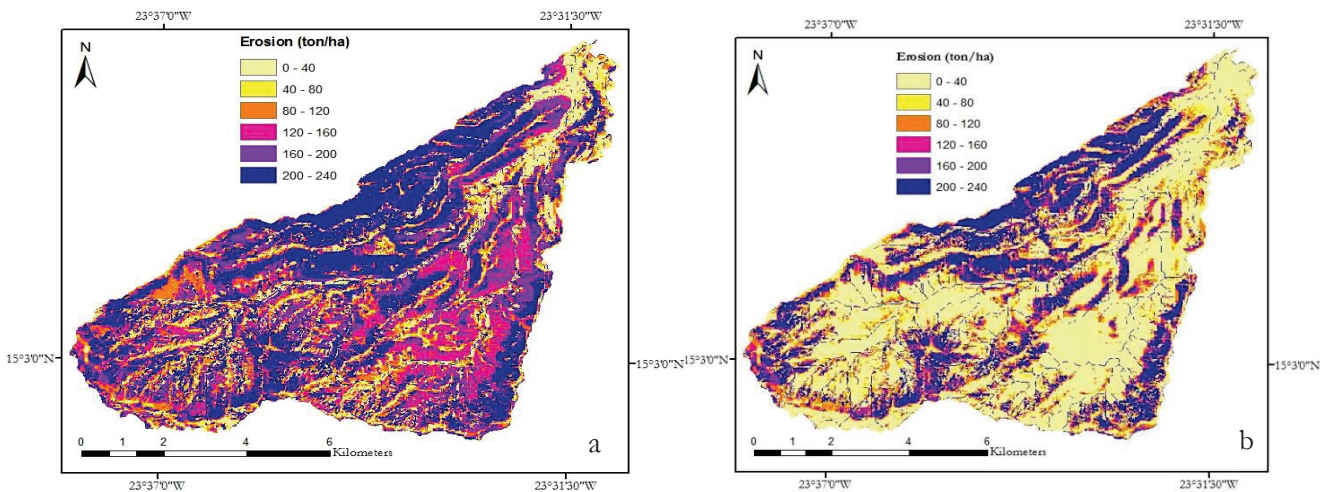 23°37'0"W 23°31'30"W
N
Erosion (ton/ha)
0 - 40
40 - 80
80 - 120
120 - 160
160 - 200
200 - 240
15°3'0"N
15°3'0"N
0 1 2 4 6
Kilometers
a
23°37'0"W 23°31'30"W
23°37'0"W 23°31'30"W
N
Erosion (ton/ha)
0 - 40
40 - 80
80 - 120
120 - 160
160 - 200
200 - 240
15°3'0"N
15°3'0"N
0 1 2 4 6
Kilometers
b
23°37'0"W 23°31'30"W